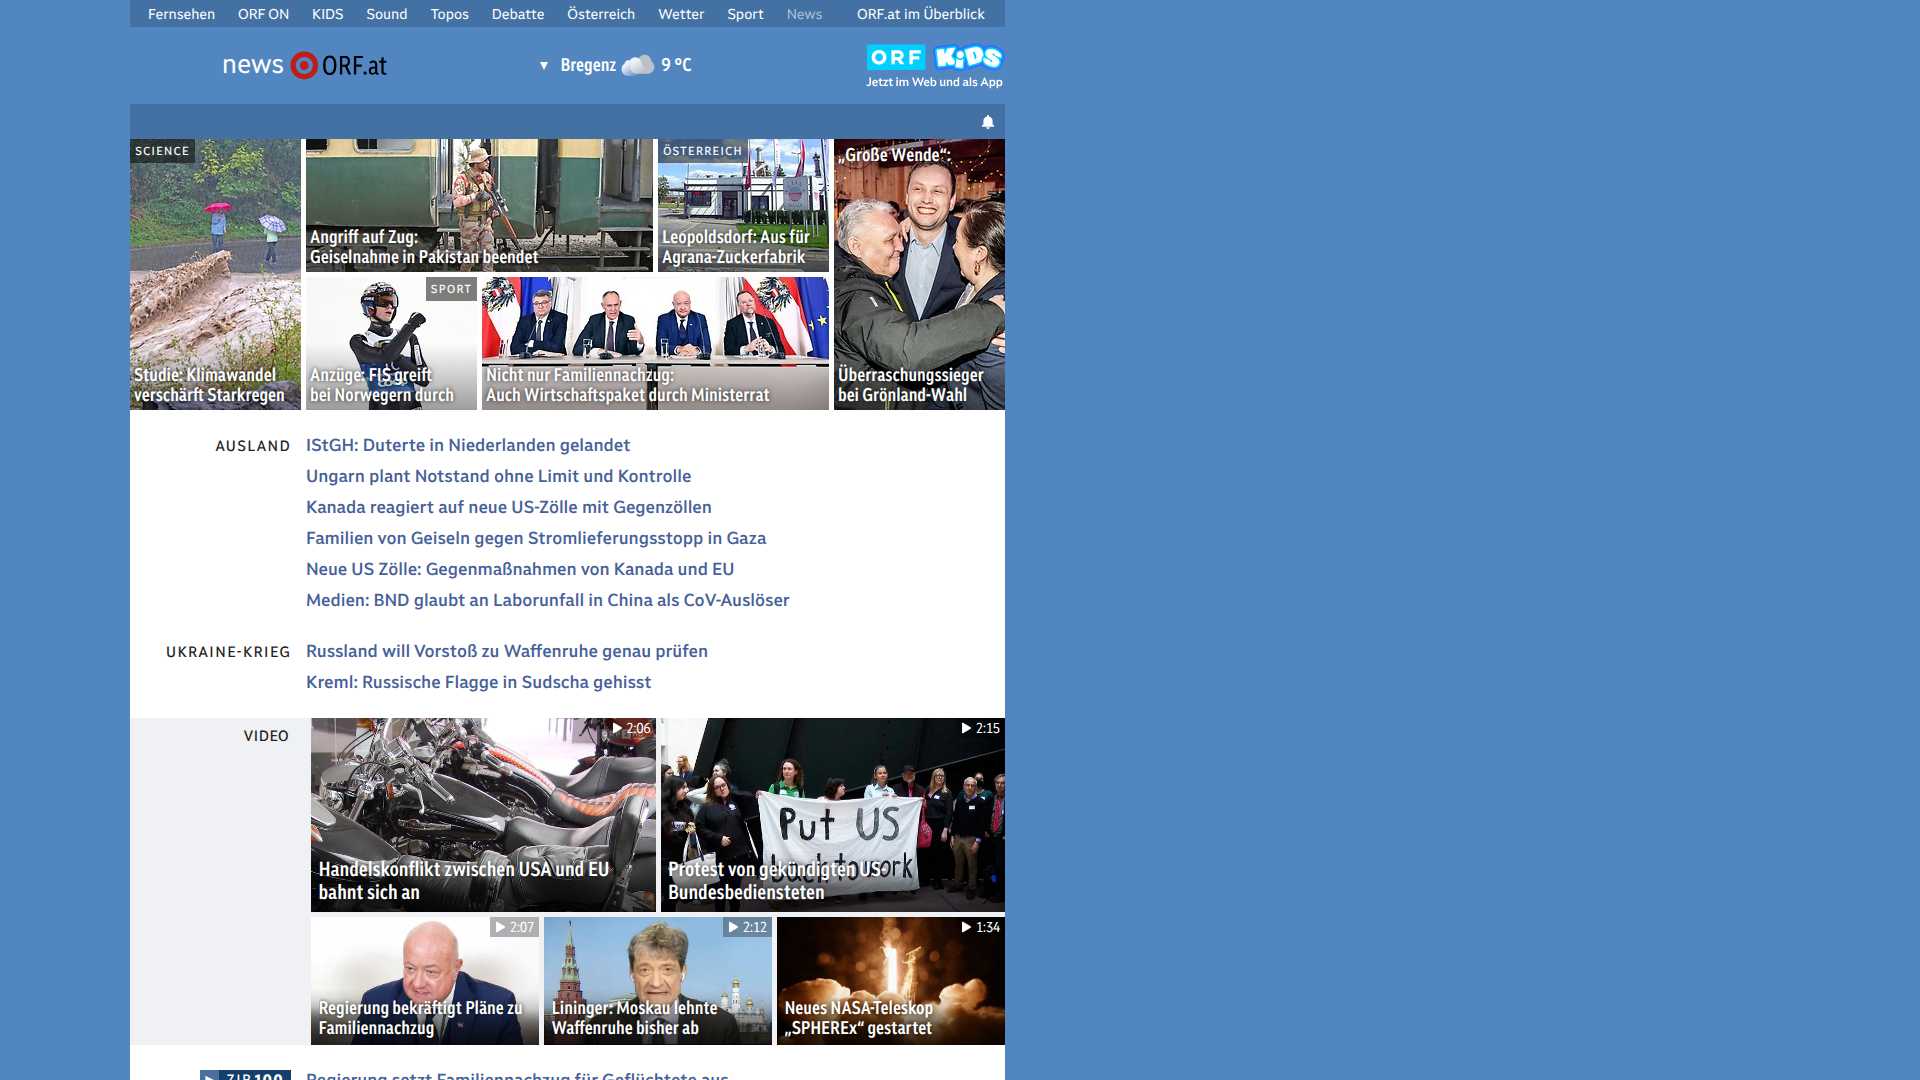 Fernsehen ORF ON KIDS Sound Topos Debatte Österreich Wetter Sport News ORF.at im Überblick
news ORF.at
Bregenz 9 °C
ORF KiDS
Jetzt im Web und als App
SCIENCE
Studie: Klimawandel
verschärft Starkregen
Angriff auf Zug:
Geiselnahme in Pakistan beendet
ÖSTERREICH
Leopoldsdorf: Aus für
Agrana-Zuckerfabrik
„Große Wende“:
Überraschungssieger
bei Grönland-Wahl
SPORT
Anzüge: FIS greift
bei Norwegern durch
Nicht nur Familiennachzug:
Auch Wirtschaftspaket durch Ministerrat
AUSLAND
IStGH: Duterte in Niederlanden gelandet
Ungarn plant Notstand ohne Limit und Kontrolle
Kanada reagiert auf neue US-Zölle mit Gegenzöllen
Familien von Geiseln gegen Stromlieferungsstopp in Gaza
Neue US Zölle: Gegenmaßnahmen von Kanada und EU
Medien: BND glaubt an Laborunfall in China als CoV-Auslöser
UKRAINE-KRIEG
Russland will Vorstoß zu Waffenruhe genau prüfen
Kreml: Russische Flagge in Sudscha gehisst
VIDEO
2:06
Handelskonflikt zwischen USA und EU
bahnt sich an
2:15
Put US
back to work
Protest von gekündigten US-
Bundesbediensteten
2:07
Regierung bekräftigt Pläne zu
Familiennachzug
2:12
Lininger: Moskau lehnte
Waffenruhe bisher ab
1:34
Neues NASA-Teleskop
„SPHEREx“ gestartet
ZIB 100
Regierung setzt Familiennachzug für Geflüchtete aus